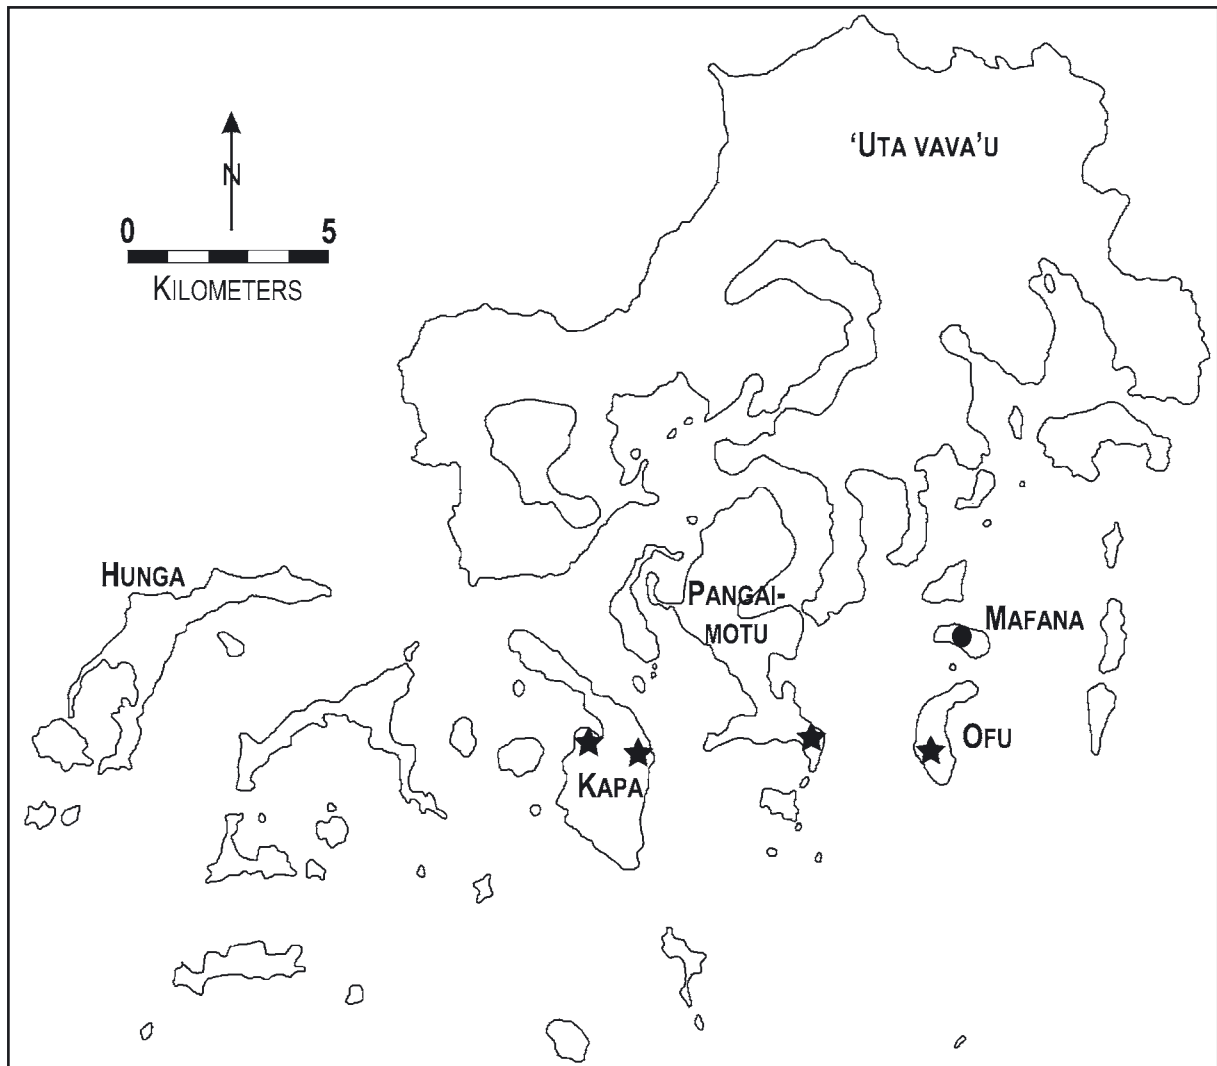 ‘UTA VAVA’U
N
0 5
KILOMETERS
HUNGA
PANGAI-
MOTU
MAFANA
OFU
KAPA